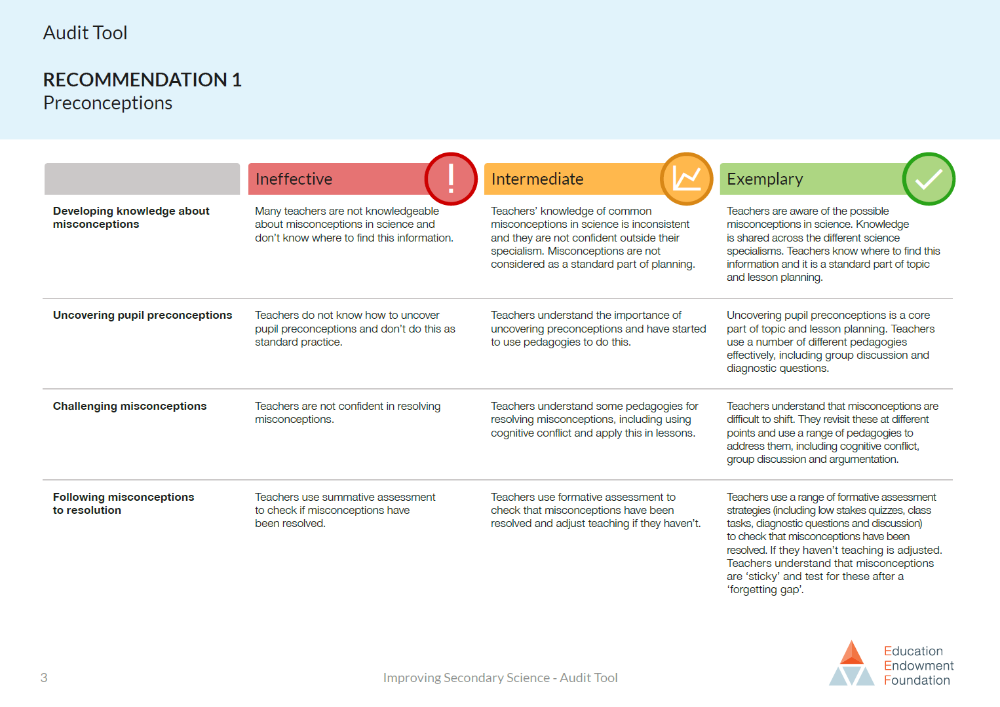 Audit Tool
RECOMMENDATION 1
Preconceptions
Ineffective
Intermediate
Exemplary
Developing knowledge about
misconceptions
Many teachers are not knowledgeable
about misconceptions in science and
don't know where to find this information.
Teachers' knowledge of common
misconceptions in science is inconsistent
and they are not confident outside their
specialism. Misconceptions are not
considered as a standard part of planning.
Teachers are aware of the possible
misconceptions in science. Knowledge
is shared across the different science
specialisms. Teachers know where to find this
information and it is a standard part of topic
and lesson planning.
Uncovering pupil preconceptions
Teachers do not know how to uncover
pupil preconceptions and don't do this as
standard practice.
Teachers understand the importance of
uncovering preconceptions and have started
to use pedagogies to do this.
Uncovering pupil preconceptions is a core
part of topic and lesson planning. Teachers
use a number of different pedagogies
effectively, including group discussion and
diagnostic questions.
Challenging misconceptions
Teachers are not confident in resolving
misconceptions.
Teachers understand some pedagogies for
resolving misconceptions, including using
cognitive conflict and apply this in lessons.
Teachers understand that misconceptions are
difficult to shift. They revisit these at different
points and use a range of pedagogies to
address them, including cognitive conflict,
group discussion and argumentation.
Following misconceptions
to resolution
Teachers use summative assessment
to check if misconceptions have
been resolved.
Teachers use formative assessment to
check that misconceptions have been
resolved and adjust teaching if they haven't.
Teachers use a range of formative assessment
strategies (including low stakes quizzes, class
tasks, diagnostic questions and discussion)
to check that misconceptions have been
resolved. If they haven't teaching is adjusted.
Teachers understand that misconceptions
are 'sticky' and test for these after a
'forgetting gap'.
3
Improving Secondary Science - Audit Tool
Education
Endowment
Foundation